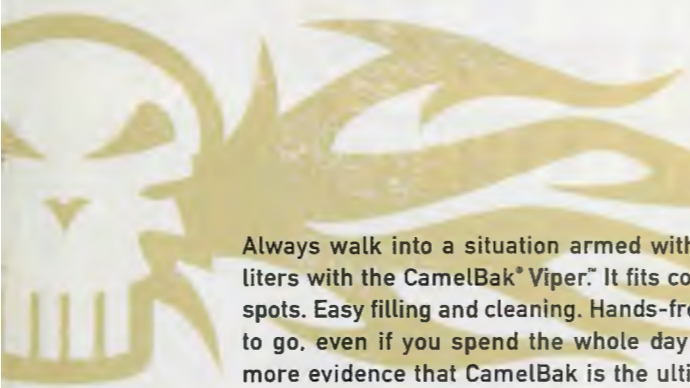 Always walk into a situation armed with
liters with the CamelBak® Viper.™ It fits co
spots. Easy filling and cleaning. Hands-fr
to go, even if you spend the whole day
more evidence that CamelBak is the ulti